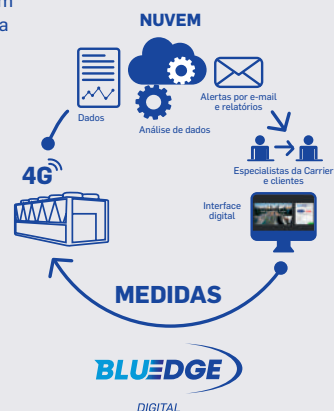 m
a
NUVEM
Dados
Análise de dados
Alertas por e-mail
e relatórios
4G
Especialistas da Carrier
e clientes
Interface
digital
MEDIDAS
BLUEDGE
DIGITAL